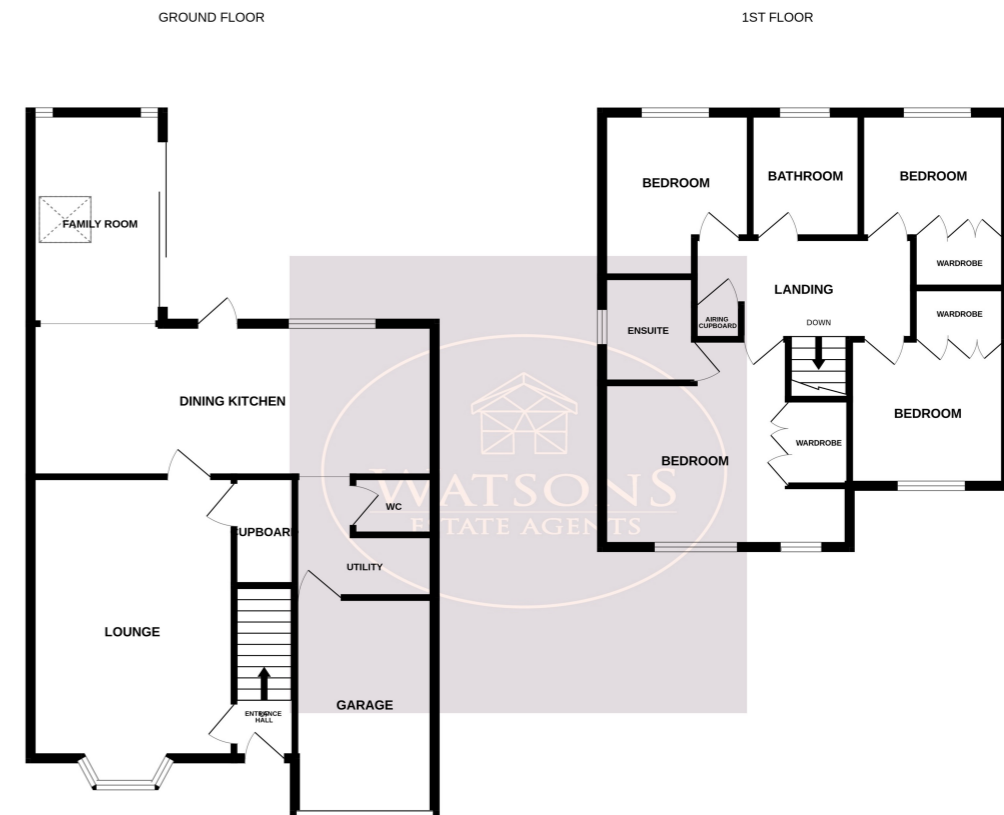 GROUND FLOOR
1ST FLOOR
FAMILY ROOM
DINING KITCHEN
WC
CUPBOARD
UTILITY
LOUNGE
GARAGE
ENTRANCE
HALL
BEDROOM
BATHROOM
BEDROOM
WARDROBE
LANDING
WARDROBE
AIRING
CUPBOARD
DOWN
ENSUITE
BEDROOM
WARDROBE
BEDROOM
WATSONS
ESTATE AGENTS